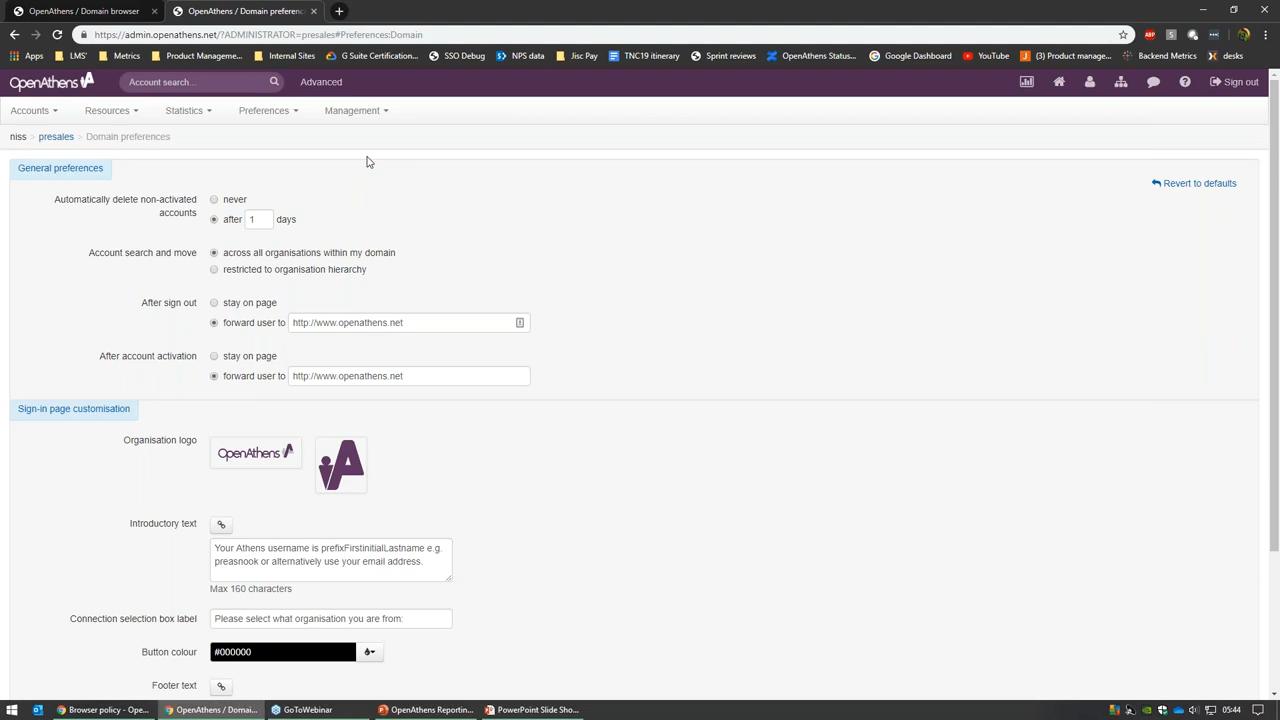 OpenAthens / Home browser
OpenAthens / Domain preferenc
https://admin.openathens.net/?ADMINISTRATOR=presales#Preferences:Domain
Apps LMS' Metrics Product Manageme... Internal Sites G Suite Certification... SSO Debug NPS data Jisc Pay TNC19 itinerary Sprint reviews OpenAthens Status... Google Dashboard YouTube J (3) Product manage... Backend Metrics desks
OpenAthens Account search... Advanced Sign out
Accounts Resources Statistics Preferences Management
niss > presales > Domain preferences
General preferences
Revert to defaults
Automatically delete non-activated accounts
never
after 1 days
Account search and move
across all organisations within my domain
restricted to organisation hierarchy
After sign out
stay on page
forward user to http://www.openathens.net
After account activation
stay on page
forward user to http://www.openathens.net
Sign-in page customisation
Organisation logo
OpenAthens
Introductory text
Your Athens username is prefixFirstinitialLastname e.g.
preasnook or alternatively use your email address.
Max 160 characters
Connection selection box label
Please select what organisation you are from:
Button colour
#000000
Footer text
Browser policy - Ope... OpenAthens / Domai... GoToWebinar OpenAthens Reportin... PowerPoint Slide Sho... 05:44